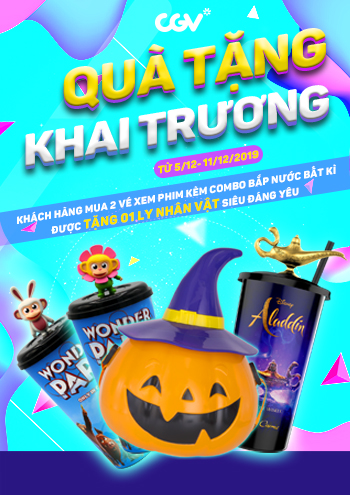 CGV
QUÀ TẶNG
KHAI TRƯƠNG
TỪ 5/12- 11/12/2019
KHÁCH HÀNG MUA 2 VÉ XEM PHIM KÈM COMBO BẮP NƯỚC BẤT KÌ
ĐƯỢC TẶNG 01 LY NHÂN VẬT SIÊU ĐÁNG YÊU
WONDER
PARK
WONDER
PARK
Disney
Aladdin